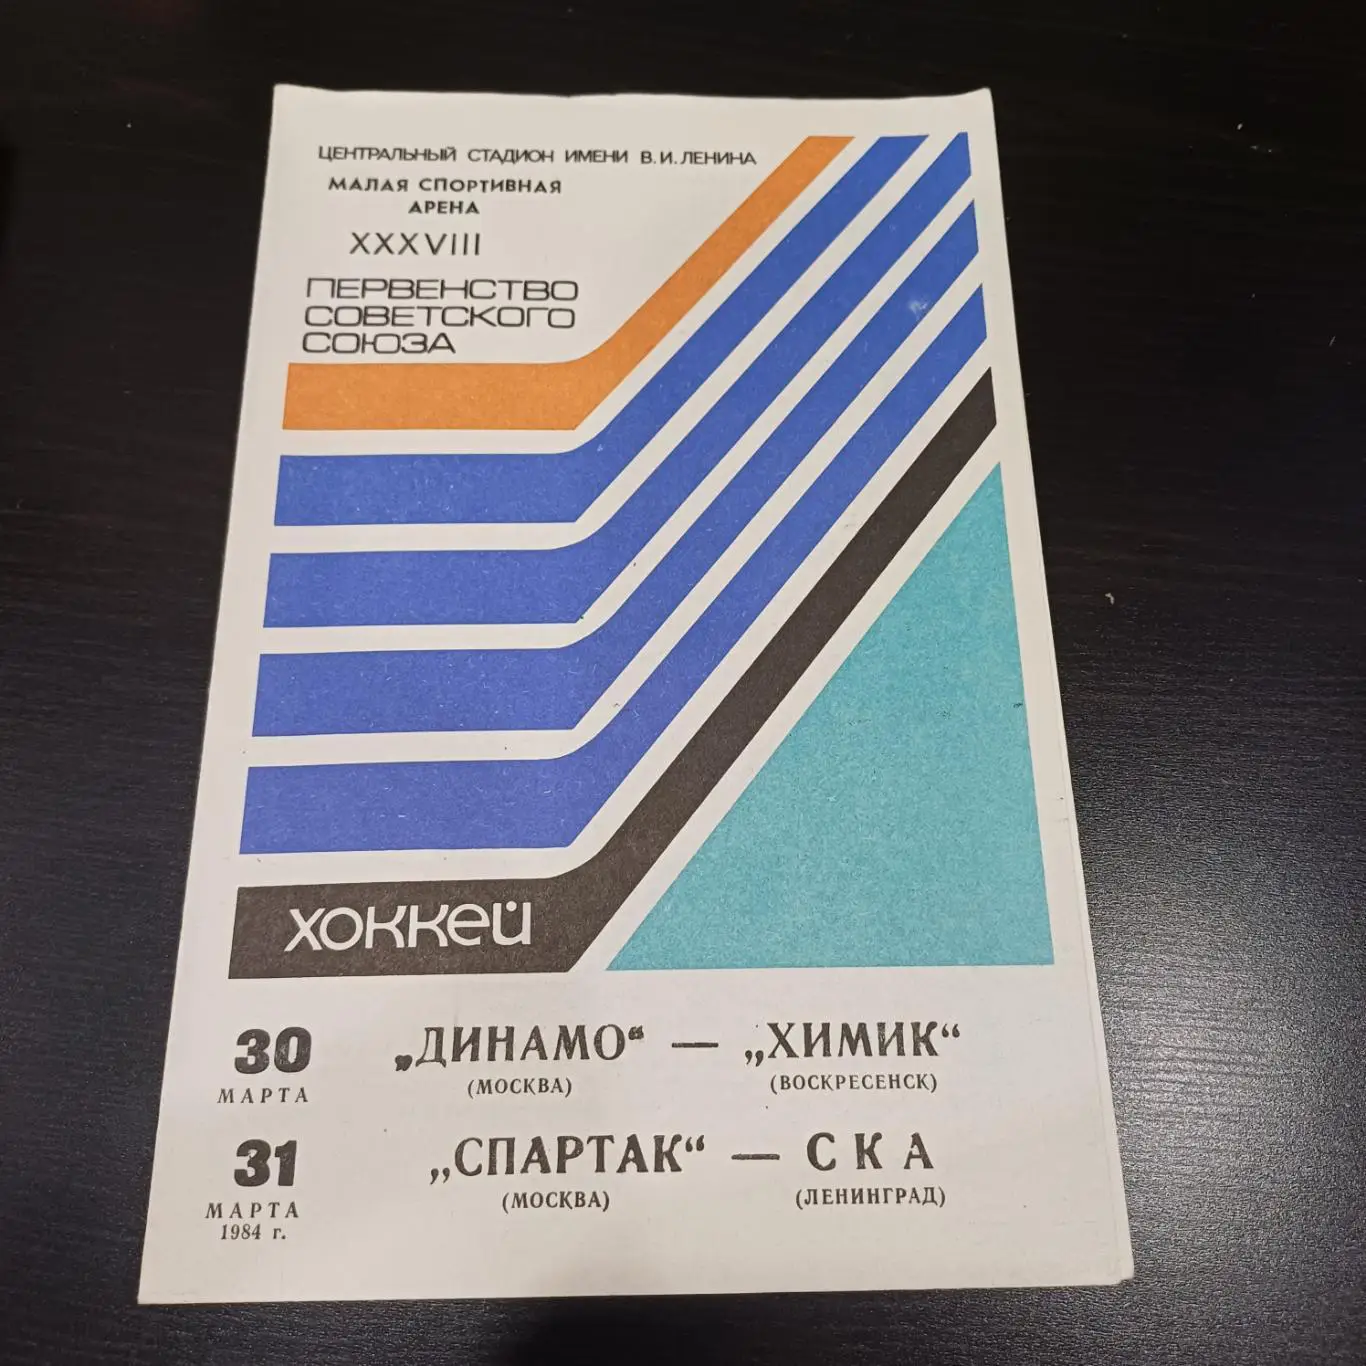 ЦЕНТРАЛЬНЫЙ СТАДИОН ИМЕНИ В.И.ЛЕНИНА
МАЛАЯ СПОРТИВНАЯ
АРЕНА
XXXVIII
ПЕРВЕНСТВО
СОВЕТСКОГО
СОЮЗА
ХОККЕЙ
30 „ДИНАМО“ — „ХИМИК“
МАРТА (МОСКВА) (ВОСКРЕСЕНСК)
31 „СПАРТАК“ — СКА
МАРТА (МОСКВА) (ЛЕНИНГРАД)
1984 г.